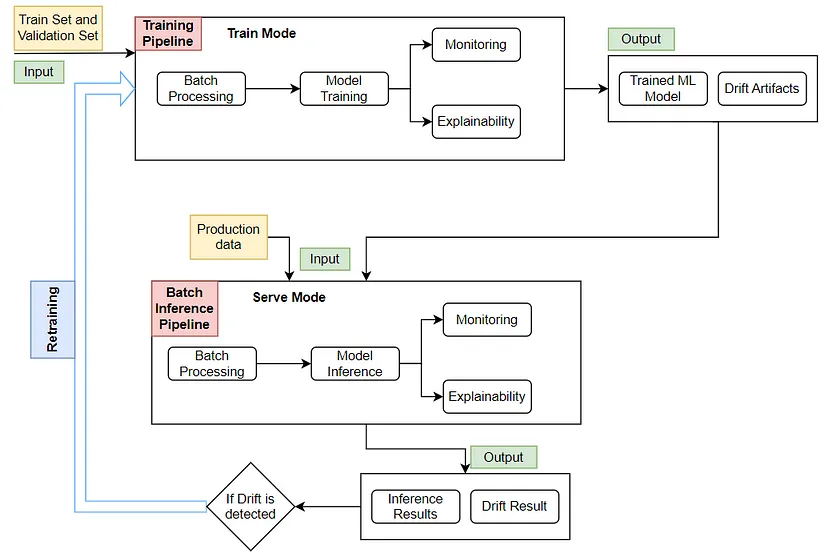 Train Set and
Validation Set
Input
Training
Pipeline
Train Mode
Batch
Processing
Model
Training
Monitoring
Explainability
Output
Trained ML
Model
Drift Artifacts
Production
data
Input
Batch
Inference
Pipeline
Serve Mode
Batch
Processing
Model
Inference
Monitoring
Explainability
Retraining
Output
Inference
Results
Drift Result
If Drift is
detected